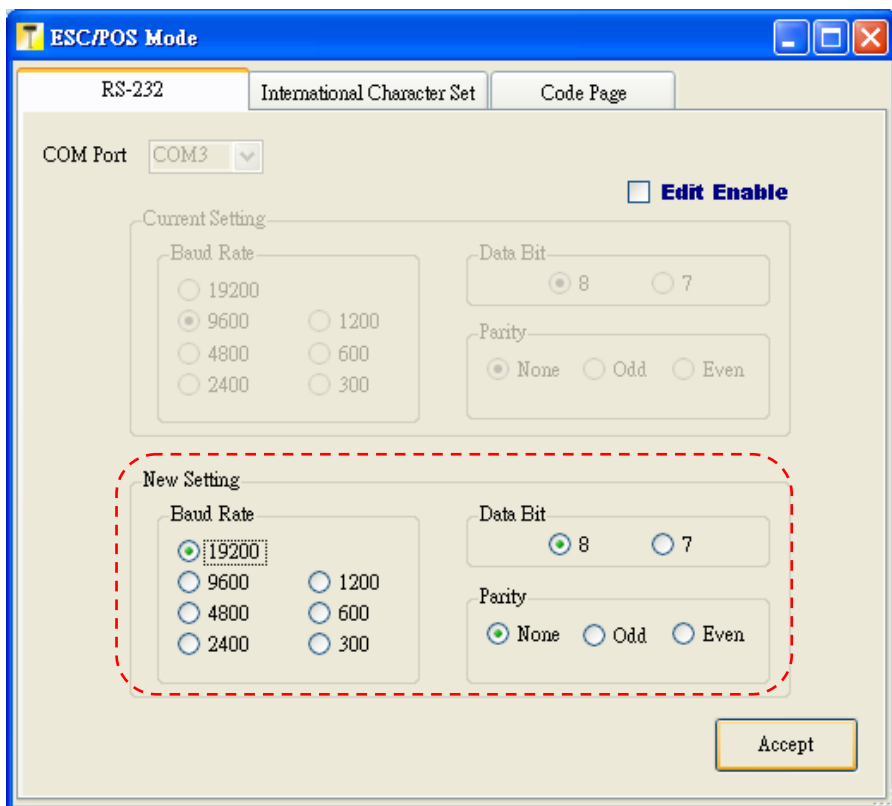 ESC/POS Mode
RS-232 International Character Set Code Page
COM Port COM3
Edit Enable
Current Setting
Baud Rate
19200
9600 1200
4800 600
2400 300
Data Bit
8 7
Parity
None Odd Even
New Setting
Baud Rate
19200
9600 1200
4800 600
2400 300
Data Bit
8 7
Parity
None Odd Even
Accept